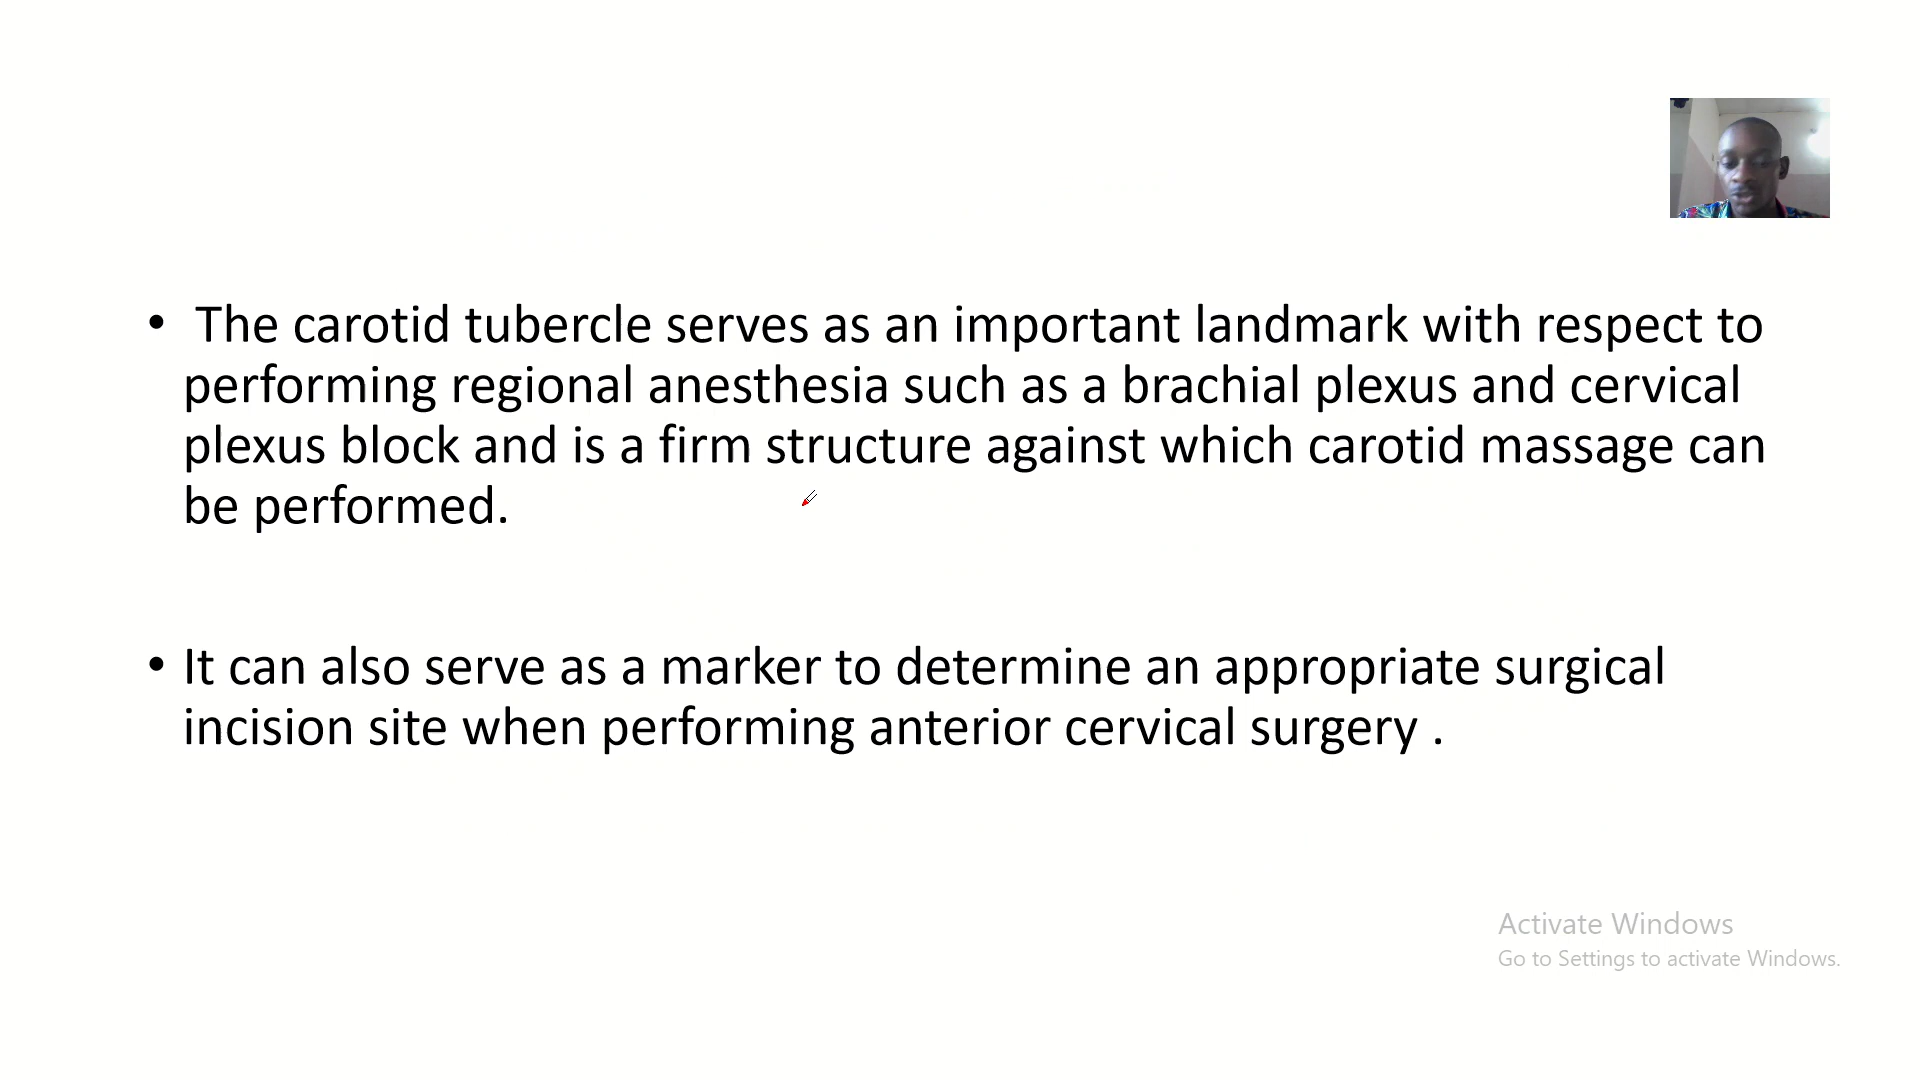 • The carotid tubercle serves as an important landmark with respect to
performing regional anesthesia such as a brachial plexus and cervical
plexus block and is a firm structure against which carotid massage can
be performed.
• It can also serve as a marker to determine an appropriate surgical
incision site when performing anterior cervical surgery .
Activate Windows
Go to Settings to activate Windows.